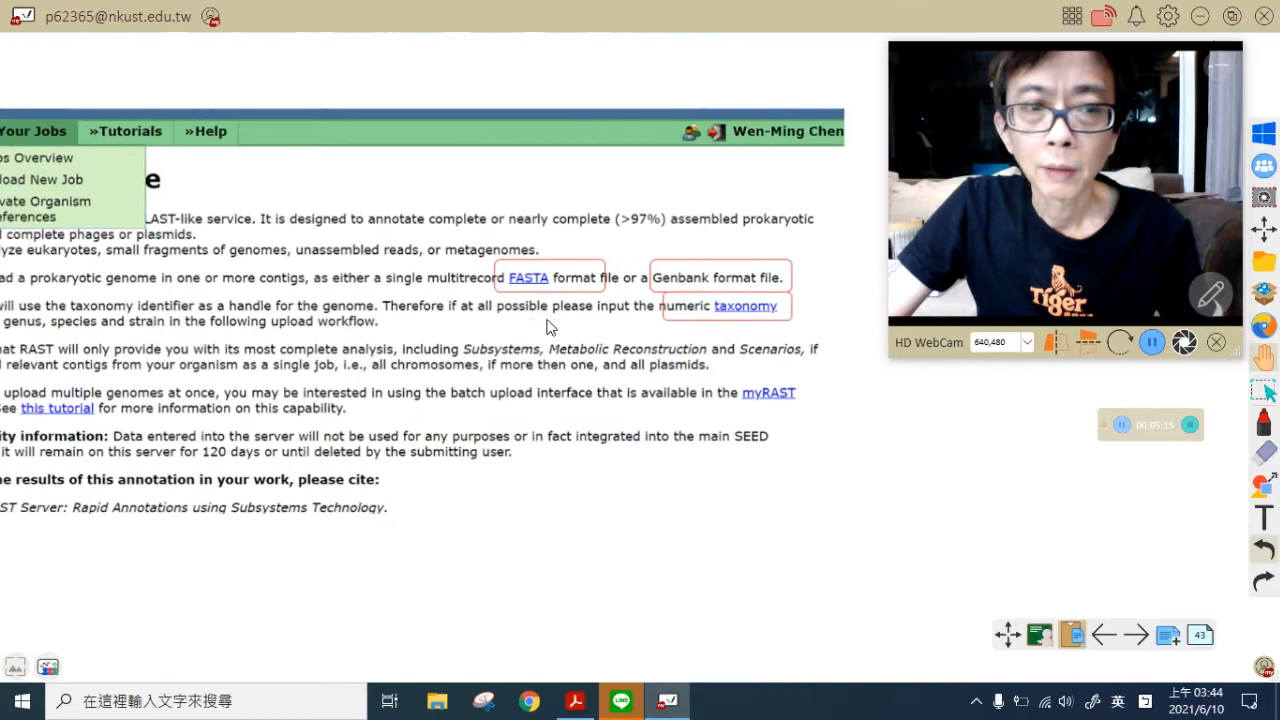 p62365@nkust.edu.tw
Your Jobs »Tutorials »Help Wen-Ming Chen
os Overview
load New Job
vate Organism
eferences
e
LAST-like service. It is designed to annotate complete or nearly complete (>97%) assembled prokaryotic
l complete phages or plasmids.
lyze eukaryotes, small fragments of genomes, unassembled reads, or metagenomes.
ad a prokaryotic genome in one or more contigs, as either a single multitrecord FASTA format file or a Genbank format file.
will use the taxonomy identifier as a handle for the genome. Therefore if at all possible please input the numeric taxonomy
genus, species and strain in the following upload workflow.
hat RAST will only provide you with its most complete analysis, including Subsystems, Metabolic Reconstruction and Scenarios, if
l relevant contigs from your organism as a single job, i.e., all chromosomes, if more then one, and all plasmids.
upload multiple genomes at once, you may be interested in using the batch upload interface that is available in the myRAST
See this tutorial for more information on this capability.
ity information: Data entered into the server will not be used for any purposes or in fact integrated into the main SEED
it will remain on this server for 120 days or until deleted by the submitting user.
he results of this annotation in your work, please cite:
ST Server: Rapid Annotations using Subsystems Technology.
Tiger
HD WebCam 640,480
00:05:15
T
43
在這裡輸入文字來搜尋
英
上午 03:44
2021/6/10